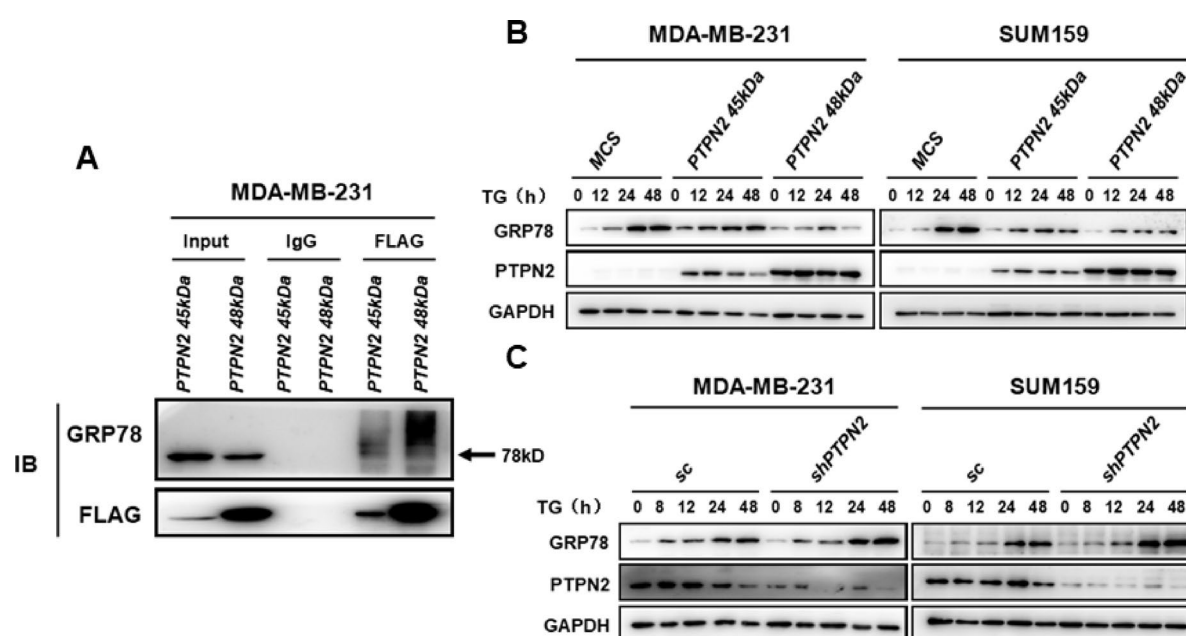 A
MDA-MB-231
Input IgG FLAG
PTPN2 45kDa PTPN2 48kDa PTPN2 45kDa PTPN2 48kDa PTPN2 45kDa PTPN2 48kDa
IB
GRP78
78kD
FLAG
B
MDA-MB-231 SUM159
MCS PTPN2 45kDa PTPN2 48kDa MCS PTPN2 45kDa PTPN2 48kDa
TG（h） 0 12 24 48 0 12 24 48 0 12 24 48 0 12 24 48 0 12 24 48 0 12 24 48
GRP78
PTPN2
GAPDH
C
MDA-MB-231 SUM159
sc shPTPN2 sc shPTPN2
TG（h） 0 8 12 24 48 0 8 12 24 48 0 8 12 24 48 0 8 12 24 48
GRP78
PTPN2
GAPDH